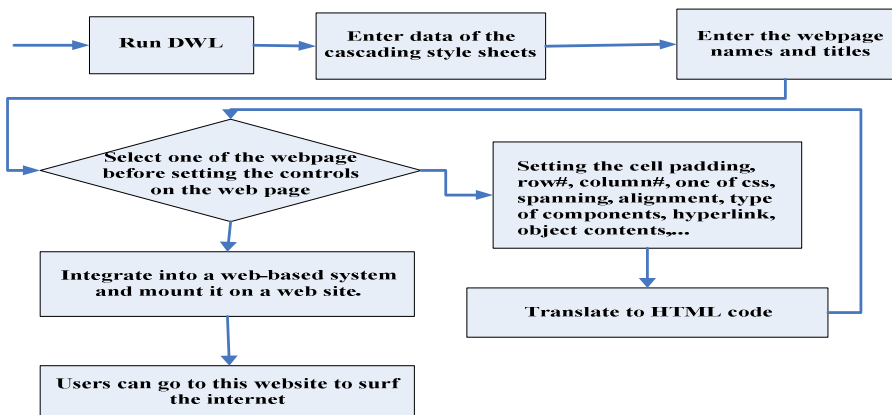 Run DWL
Enter data of the
cascading style sheets
Enter the webpage
names and titles
Select one of the webpage
before setting the controls
on the web page
Setting the cell padding,
row#, column#, one of css,
spanning, alignment, type
of components, hyperlink,
object contents,...
Integrate into a web-based system
and mount it on a web site.
Translate to HTML code
Users can go to this website to surf
the internet